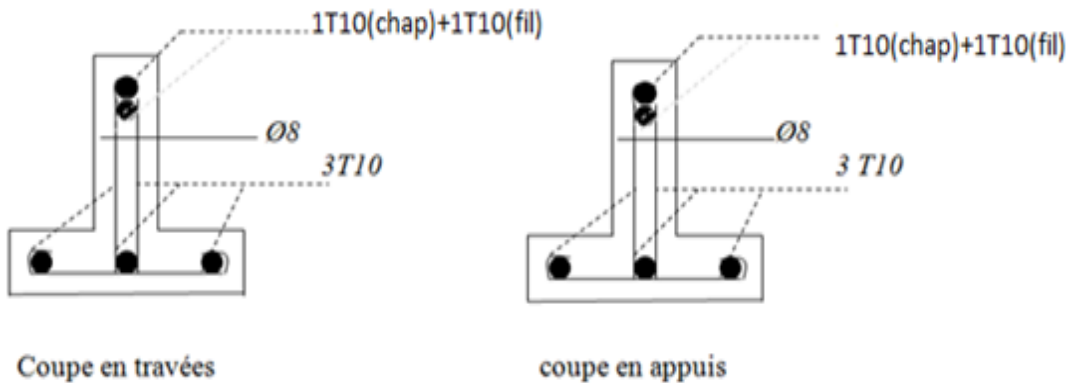 1T10(chap)+1T10(fil)
Ø8
3T10
Coupe en travées
1T10(chap)+1T10(fil)
Ø8
3 T10
coupe en appuis